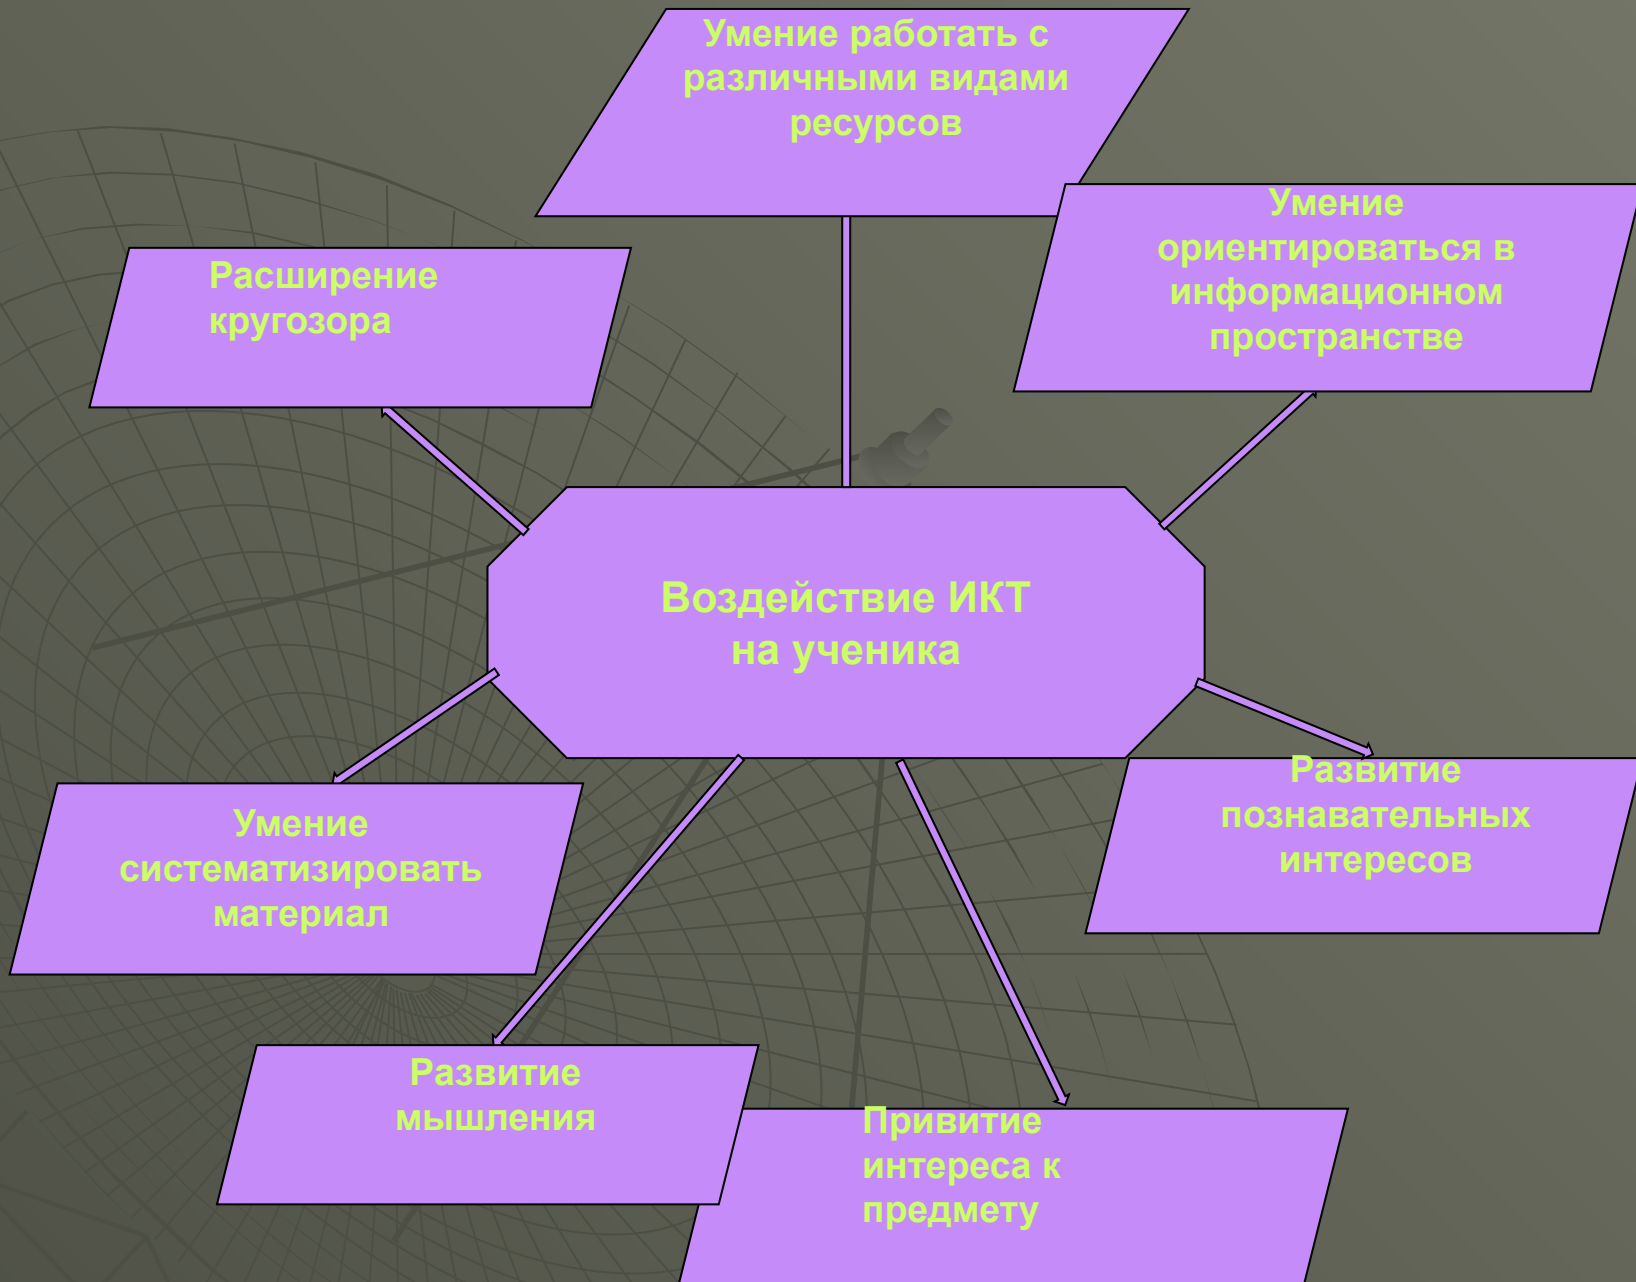 Умение работать с
различными видами
ресурсов
Умение
ориентироваться в
информационном
пространстве
Расширение
кругозора
Воздействие ИКТ
на ученика
Развитие
познавательных
интересов
Умение
систематизировать
материал
Развитие
мышления
Привитие
интереса к
предмету